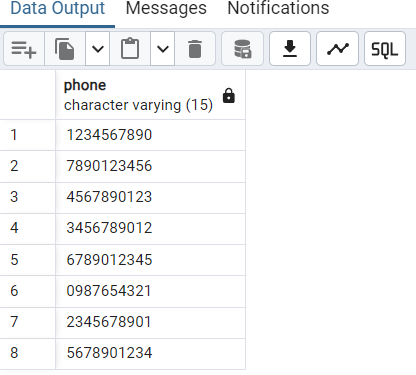 Data Output Messages Notifications
SQL
phone
character varying (15)
1 1234567890
2 7890123456
3 4567890123
4 3456789012
5 6789012345
6 0987654321
7 2345678901
8 5678901234